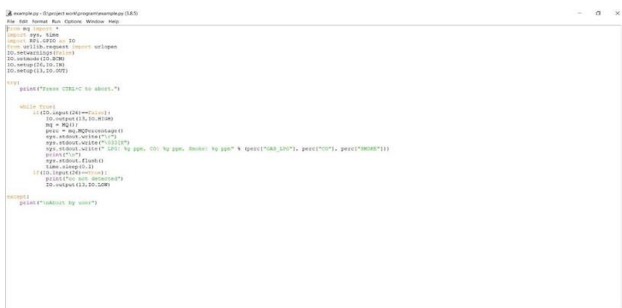 example.py - D:\project work\program\example.py (3.8.5)
File Edit Format Run Options Window Help
from mq import *
import sys, time
import RPi.GPIO as IO
from urllib.request import urlopen
IO.setwarnings(False)
IO.setmode(IO.BCM)
IO.setup(26,IO.IN)
IO.setup(13,IO.OUT)
try:
print("Press CTRL+C to abort.")
while True:
if(IO.input(26)==False):
IO.output(13,IO.HIGH)
mq = MQ();
perc = mq.MQPercentage()
sys.stdout.write("\r")
sys.stdout.write("\033[K")
sys.stdout.write(" LPG: %g ppm, CO: %g ppm, Smoke: %g ppm" % (perc["GAS_LPG"], perc["CO"], perc["SMOKE"]))
print("\n")
sys.stdout.flush()
time.sleep(0.1)
if(IO.input(26)==True):
print("co not detected")
IO.output(13,IO.LOW)
except:
print("\nAbort by user")